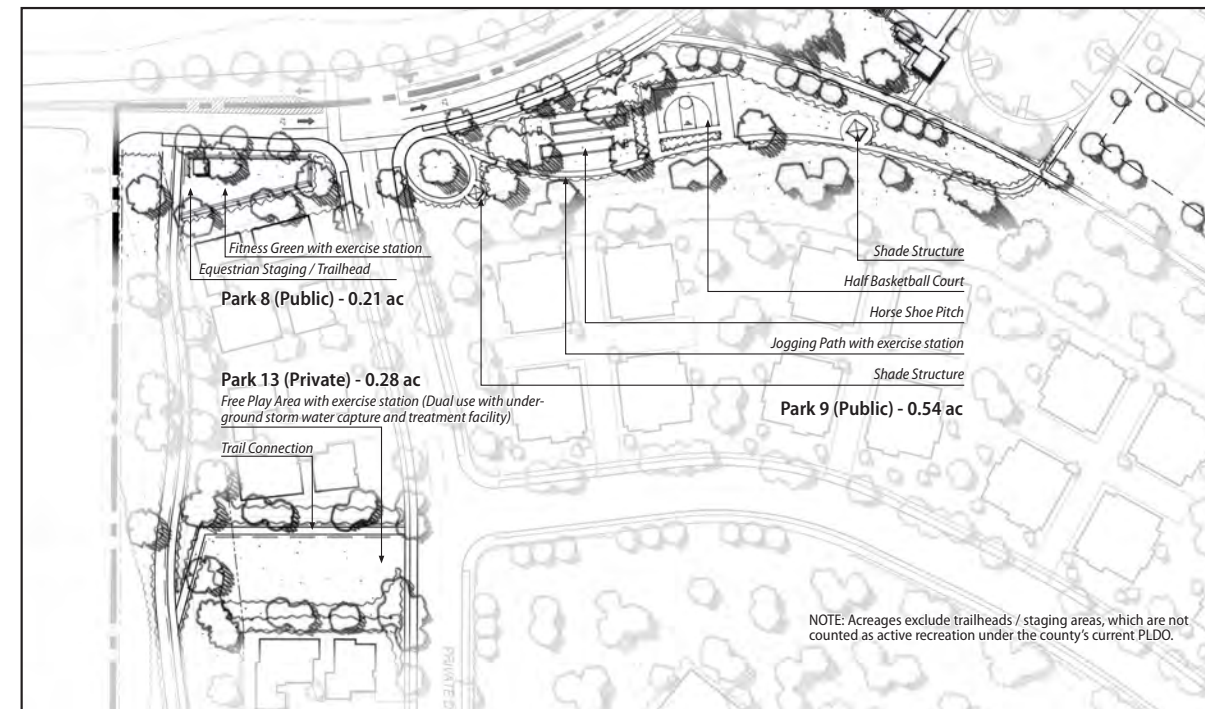 Fitness Green with exercise station
Equestrian Staging / Trailhead
Park 8 (Public) - 0.21 ac
Park 13 (Private) - 0.28 ac
Free Play Area with exercise station (Dual use with under-
ground storm water capture and treatment facility)
Trail Connection
Shade Structure
Half Basketball Court
Horse Shoe Pitch
Jogging Path with exercise station
Shade Structure
Park 9 (Public) - 0.54 ac
NOTE: Acreages exclude trailheads / staging areas, which are not
counted as active recreation under the county's current PLDO.
PRIVATE